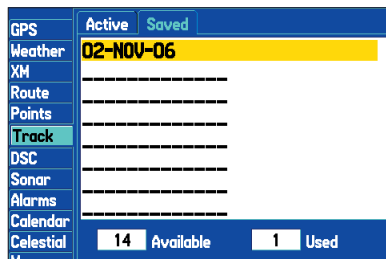 Active Saved
GPS
Weather
XM
Route
Points
Track
DSC
Sonar
Alarms
Calendar
Celestial
02-NOV-06
14 Available 1 Used